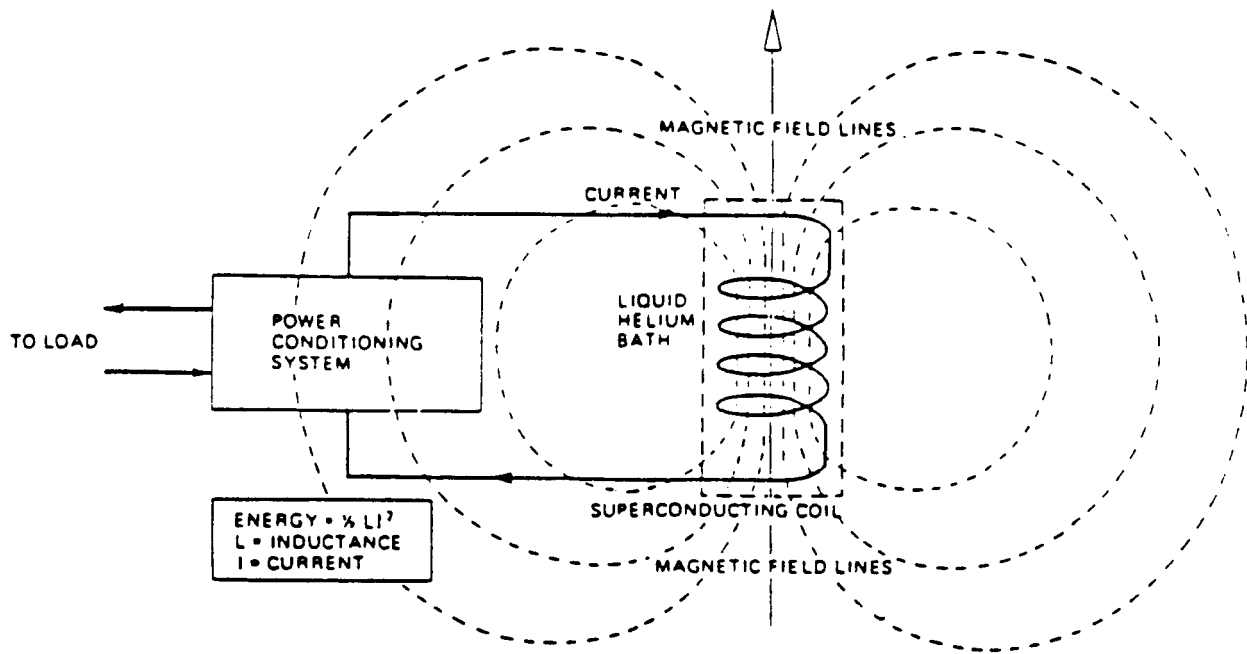 MAGNETIC FIELD LINES
CURRENT
POWER
CONDITIONING
SYSTEM
TO LOAD
LIQUID
HELIUM
BATH
SUPERCONDUCTING COIL
ENERGY = ½ LI²
L = INDUCTANCE
I = CURRENT
MAGNETIC FIELD LINES